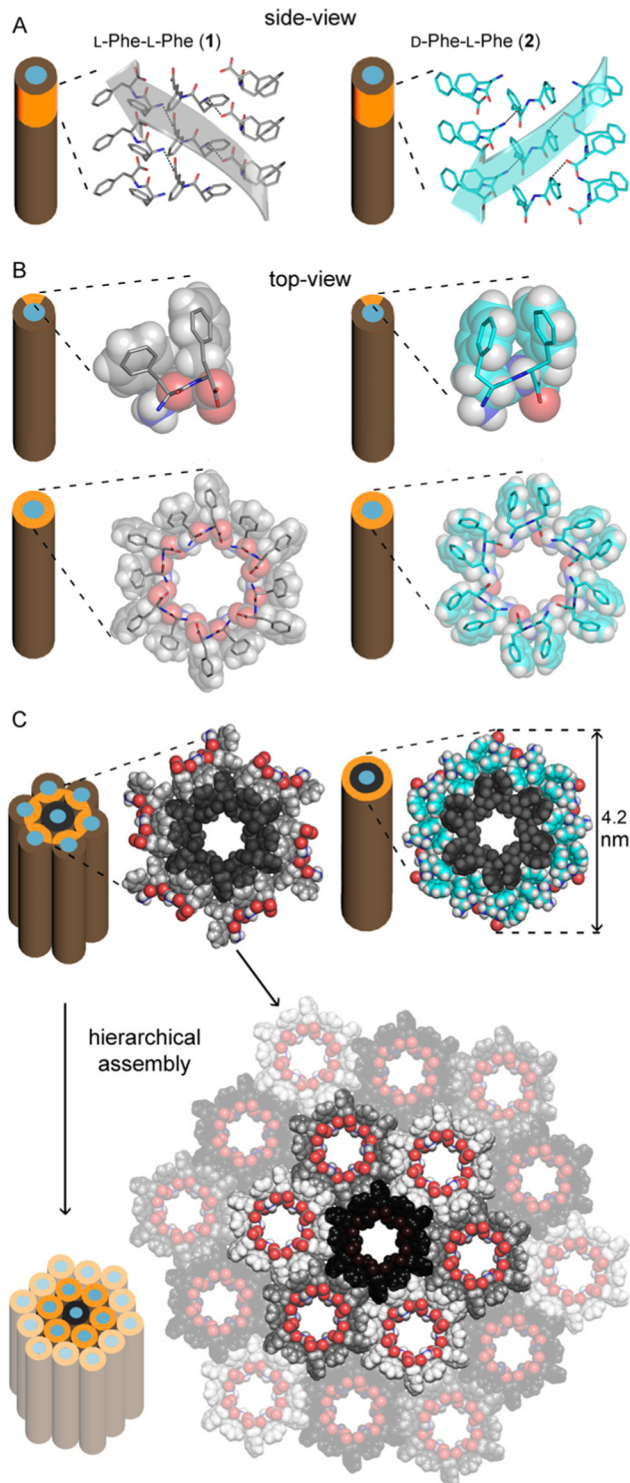 A
side-view
L-Phe-L-Phe (1)
D-Phe-L-Phe (2)
B
top-view
C
4.2
nm
hierarchical
assembly